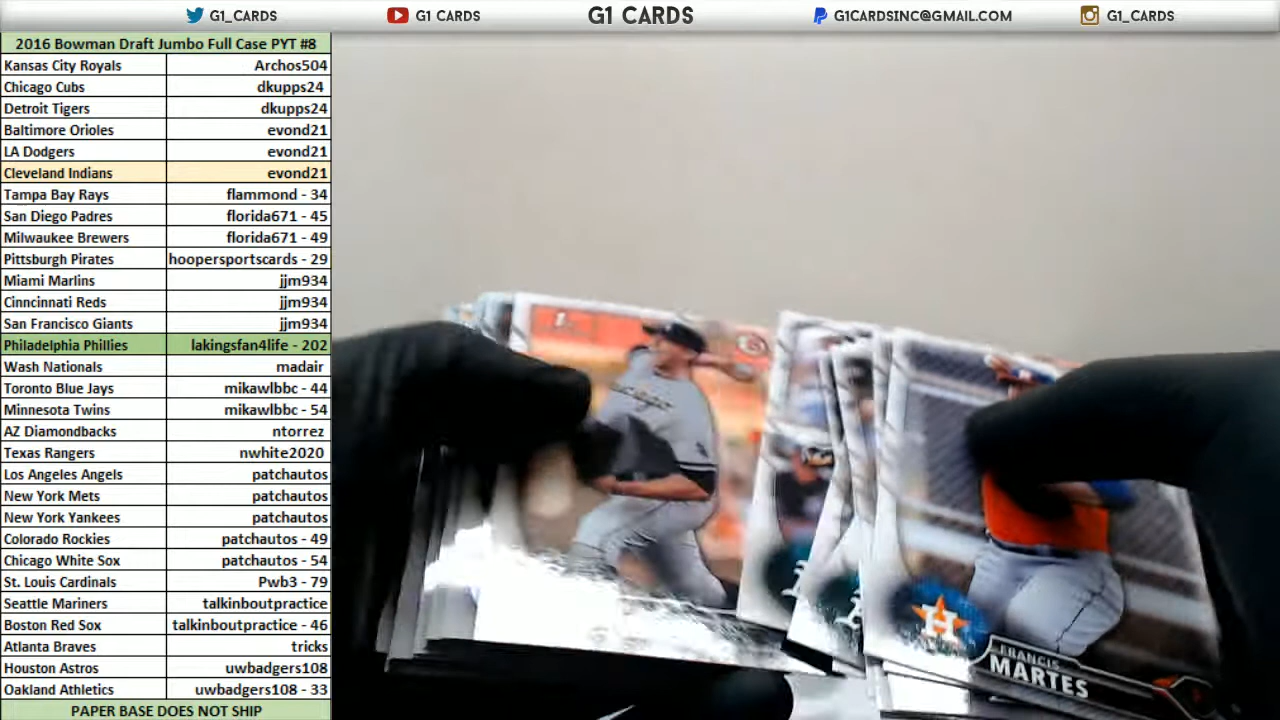 G1_CARDS G1 CARDS G1 CARDS G1CARDSINC@GMAIL.COM G1_CARDS
2016 Bowman Draft Jumbo Full Case PYT #8
Kansas City Royals Archos504
Chicago Cubs dkupps24
Detroit Tigers dkupps24
Baltimore Orioles evond21
LA Dodgers evond21
Cleveland Indians evond21
Tampa Bay Rays flammond - 34
San Diego Padres florida671 - 45
Milwaukee Brewers florida671 - 49
Pittsburgh Pirates hoopersportscards - 29
Miami Marlins jjm934
Cinncinnati Reds jjm934
San Francisco Giants jjm934
Philadelphia Phillies lakingsfan4life - 202
Wash Nationals madair
Toronto Blue Jays mikawlbbc - 44
Minnesota Twins mikawlbbc - 54
AZ Diamondbacks ntorrez
Texas Rangers nwhite2020
Los Angeles Angels patchautos
New York Mets patchautos
New York Yankees patchautos
Colorado Rockies patchautos - 49
Chicago White Sox patchautos - 54
St. Louis Cardinals Pwb3 - 79
Seattle Mariners talkinboutpractice
Boston Red Sox talkinboutpractice - 46
Atlanta Braves tricks
Houston Astros uwbadgers108
Oakland Athletics uwbadgers108 - 33
PAPER BASE DOES NOT SHIP
H
FRANCIS
MARTES